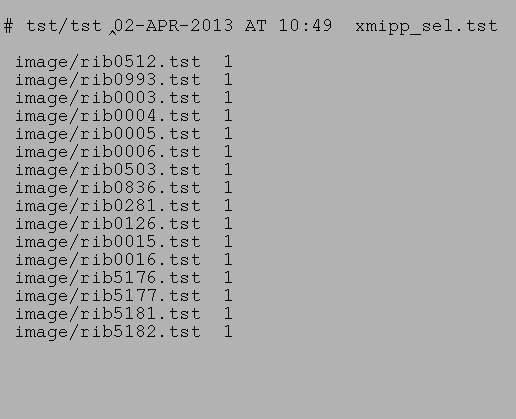 # tst/tst ‸02-APR-2013 AT 10:49  xmipp_sel.tst
image/rib0512.tst  1
image/rib0993.tst  1
image/rib0003.tst  1
image/rib0004.tst  1
image/rib0005.tst  1
image/rib0006.tst  1
image/rib0503.tst  1
image/rib0836.tst  1
image/rib0281.tst  1
image/rib0126.tst  1
image/rib0015.tst  1
image/rib0016.tst  1
image/rib5176.tst  1
image/rib5177.tst  1
image/rib5181.tst  1
image/rib5182.tst  1